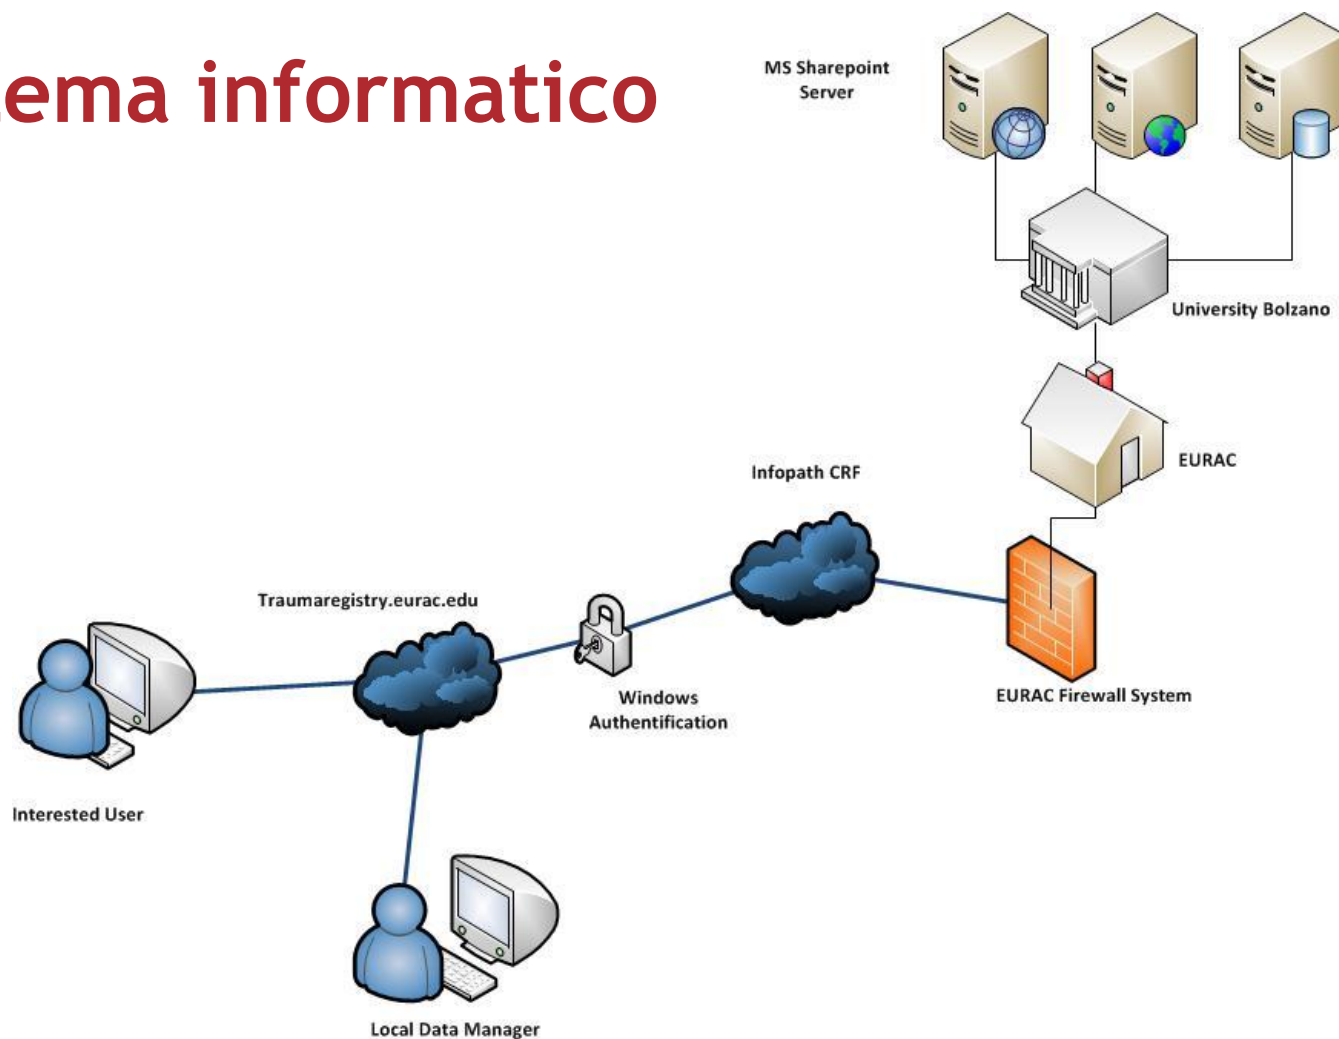 ema informatico
MS Sharepoint
Server
University Bolzano
EURAC
Infopath CRF
Traumaregistry.eurac.edu
Windows
Authentification
EURAC Firewall System
Interested User
Local Data Manager